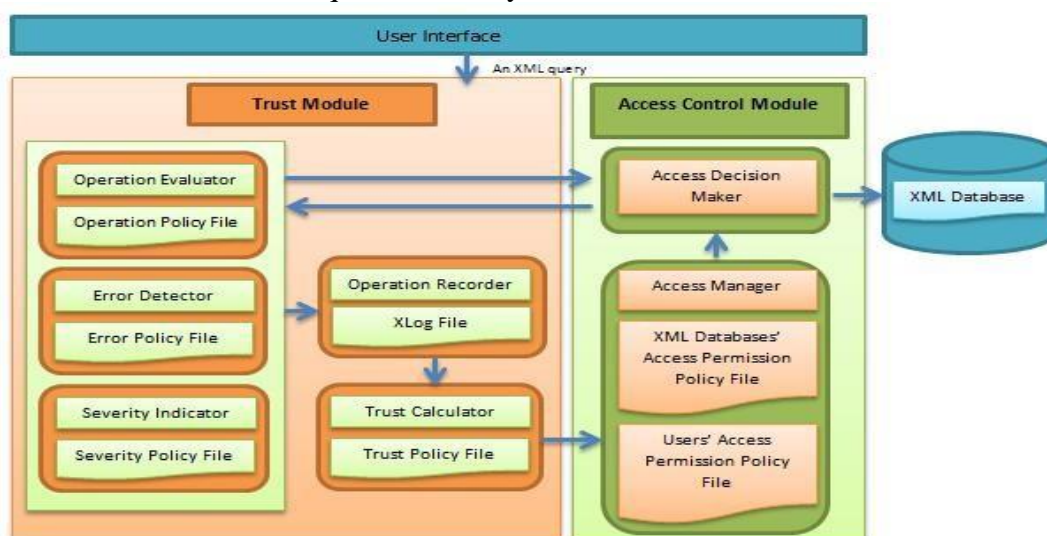 User Interface
An XML query
Trust Module
Access Control Module
Operation Evaluator
Operation Policy File
Error Detector
Error Policy File
Severity Indicator
Severity Policy File
Operation Recorder
XLog File
Trust Calculator
Trust Policy File
Access Decision
Maker
Access Manager
XML Databases'
Access Permission
Policy File
Users' Access
Permission Policy
File
XML Database